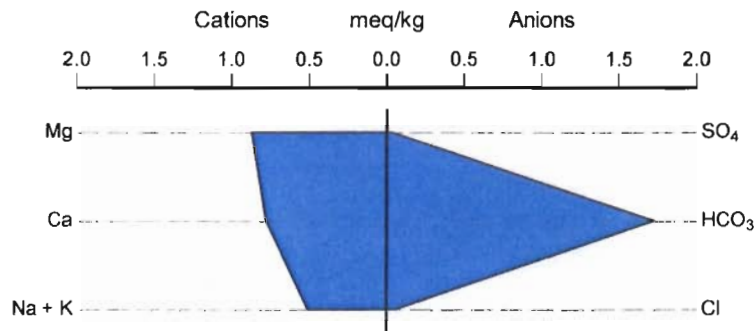 Cations meq/kg Anions
2.0 1.5 1.0 0.5 0.0 0.5 1.0 1.5 2.0
Mg SO₄
Ca HCO₃
Na + K Cl